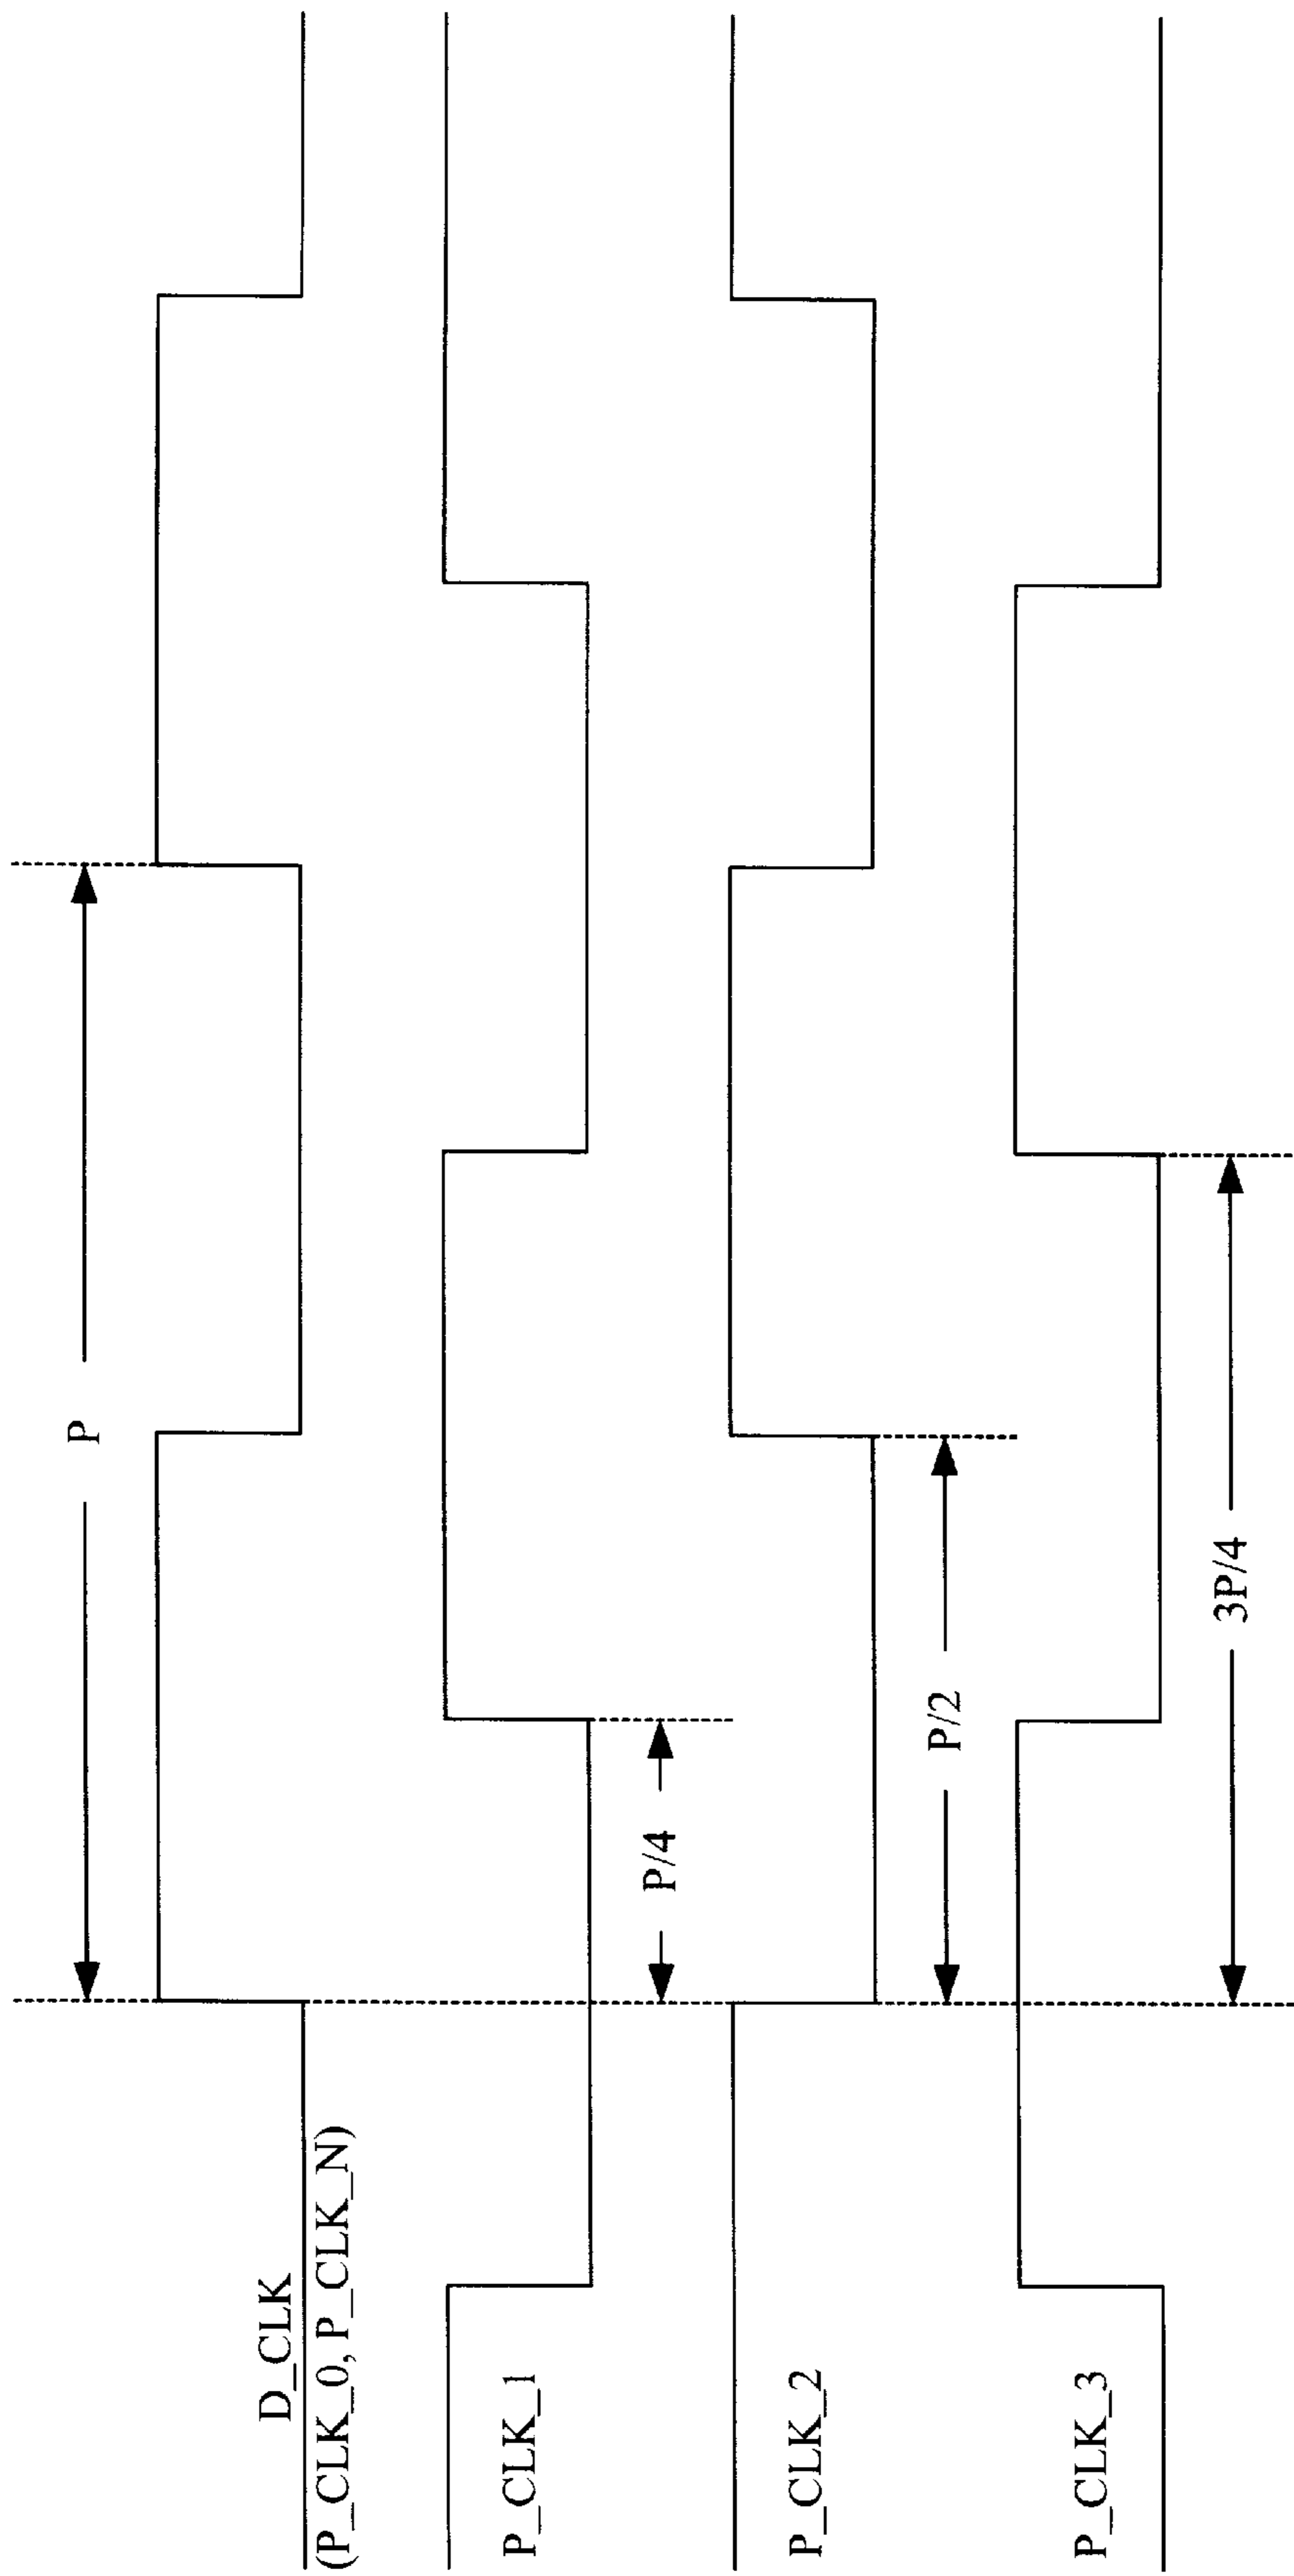 P
D_CLK
(P_CLK_0, P_CLK_N)
P_CLK_1
P/4
P_CLK_2
P/2
P_CLK_3
3P/4